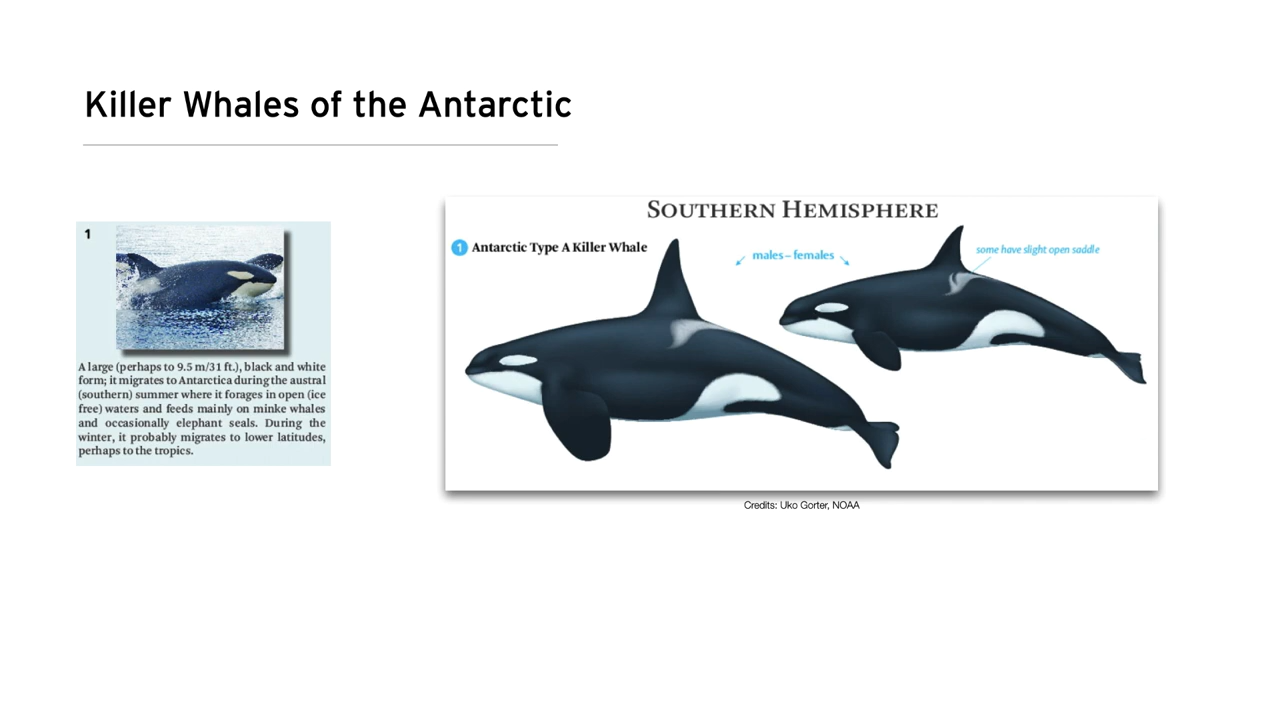 Killer Whales of the Antarctic
1
A large (perhaps to 9.5 m/31 ft.), black and white
form; it migrates to Antarctica during the austral
(southern) summer where it forages in open (ice
free) waters and feeds mainly on minke whales
and occasionally elephant seals. During the
winter, it probably migrates to lower latitudes,
perhaps to the tropics.
SOUTHERN HEMISPHERE
1 Antarctic Type A Killer Whale
males – females
some have slight open saddle
Credits: Uko Gorter, NOAA